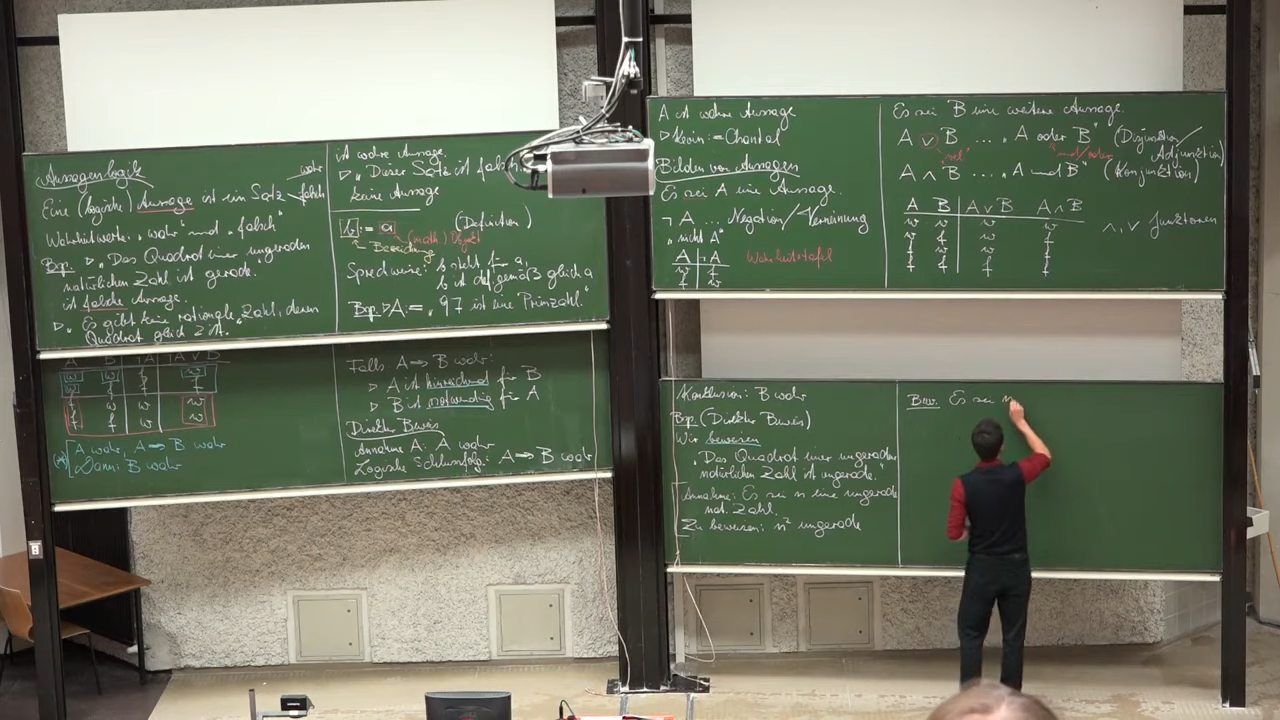 Aussagenlogik
Eine (logische) Aussage ist ein Satz
wahr
falsch
Wahrheitswerte: „wahr" und „falsch"
Bsp. ▷ „Das Quadrat einer ungeraden
natürlichen Zahl ist gerade."
ist falsche Aussage.
▷ „Es gibt keine rationale Zahl, deren
Quadrat gleich 2 ist."
ist wahre Aussage.
▷ „Dieser Satz ist falsch
keine Aussage
b := a (Definition)
Bezeichnung
(math.) Objekt
Sprechweise: b steht für a,
b ist def.gemäß gleich a
Bsp. ▷ A := „97 ist eine Primzahl."
A ist wahre Aussage
▷ Kevin := Chantal
Bilden von Aussagen
Es sei A eine Aussage.
¬A ... Negation/Verneinung
„nicht A"
A ¬A
w f
f w
Wahrheitstafel
Es sei B eine weitere Aussage.
A ∨ B ... „A oder B" (Disjunktion/
Adjunktion)
„vel"
und/oder
A ∧ B ... „A und B" (Konjunktion)
A B A∨B A∧B
w w w w
w f w f
f w w f
f f f f
∧, ∨ Junktoren
A B ¬A ¬A ∨ B
w w f w
w f f f
f w w w
f f w w
(*) A wahr, A ⇒ B wahr
Dann: B wahr
Falls A ⇒ B wahr:
▷ A ist hinreichend für B
▷ B ist notwendig für A
Direkter Beweis
Annahme A: A wahr
Logische Schlussfolg.: A ⇒ B wahr
Konklusion: B wahr
Bsp. (Direkter Beweis)
Wir beweisen
„Das Quadrat einer ungeraden
natürlichen Zahl ist ungerade."
Annahme: Es sei n eine ungerade
nat. Zahl.
Zu beweisen: n² ungerade
Bew. Es sei n